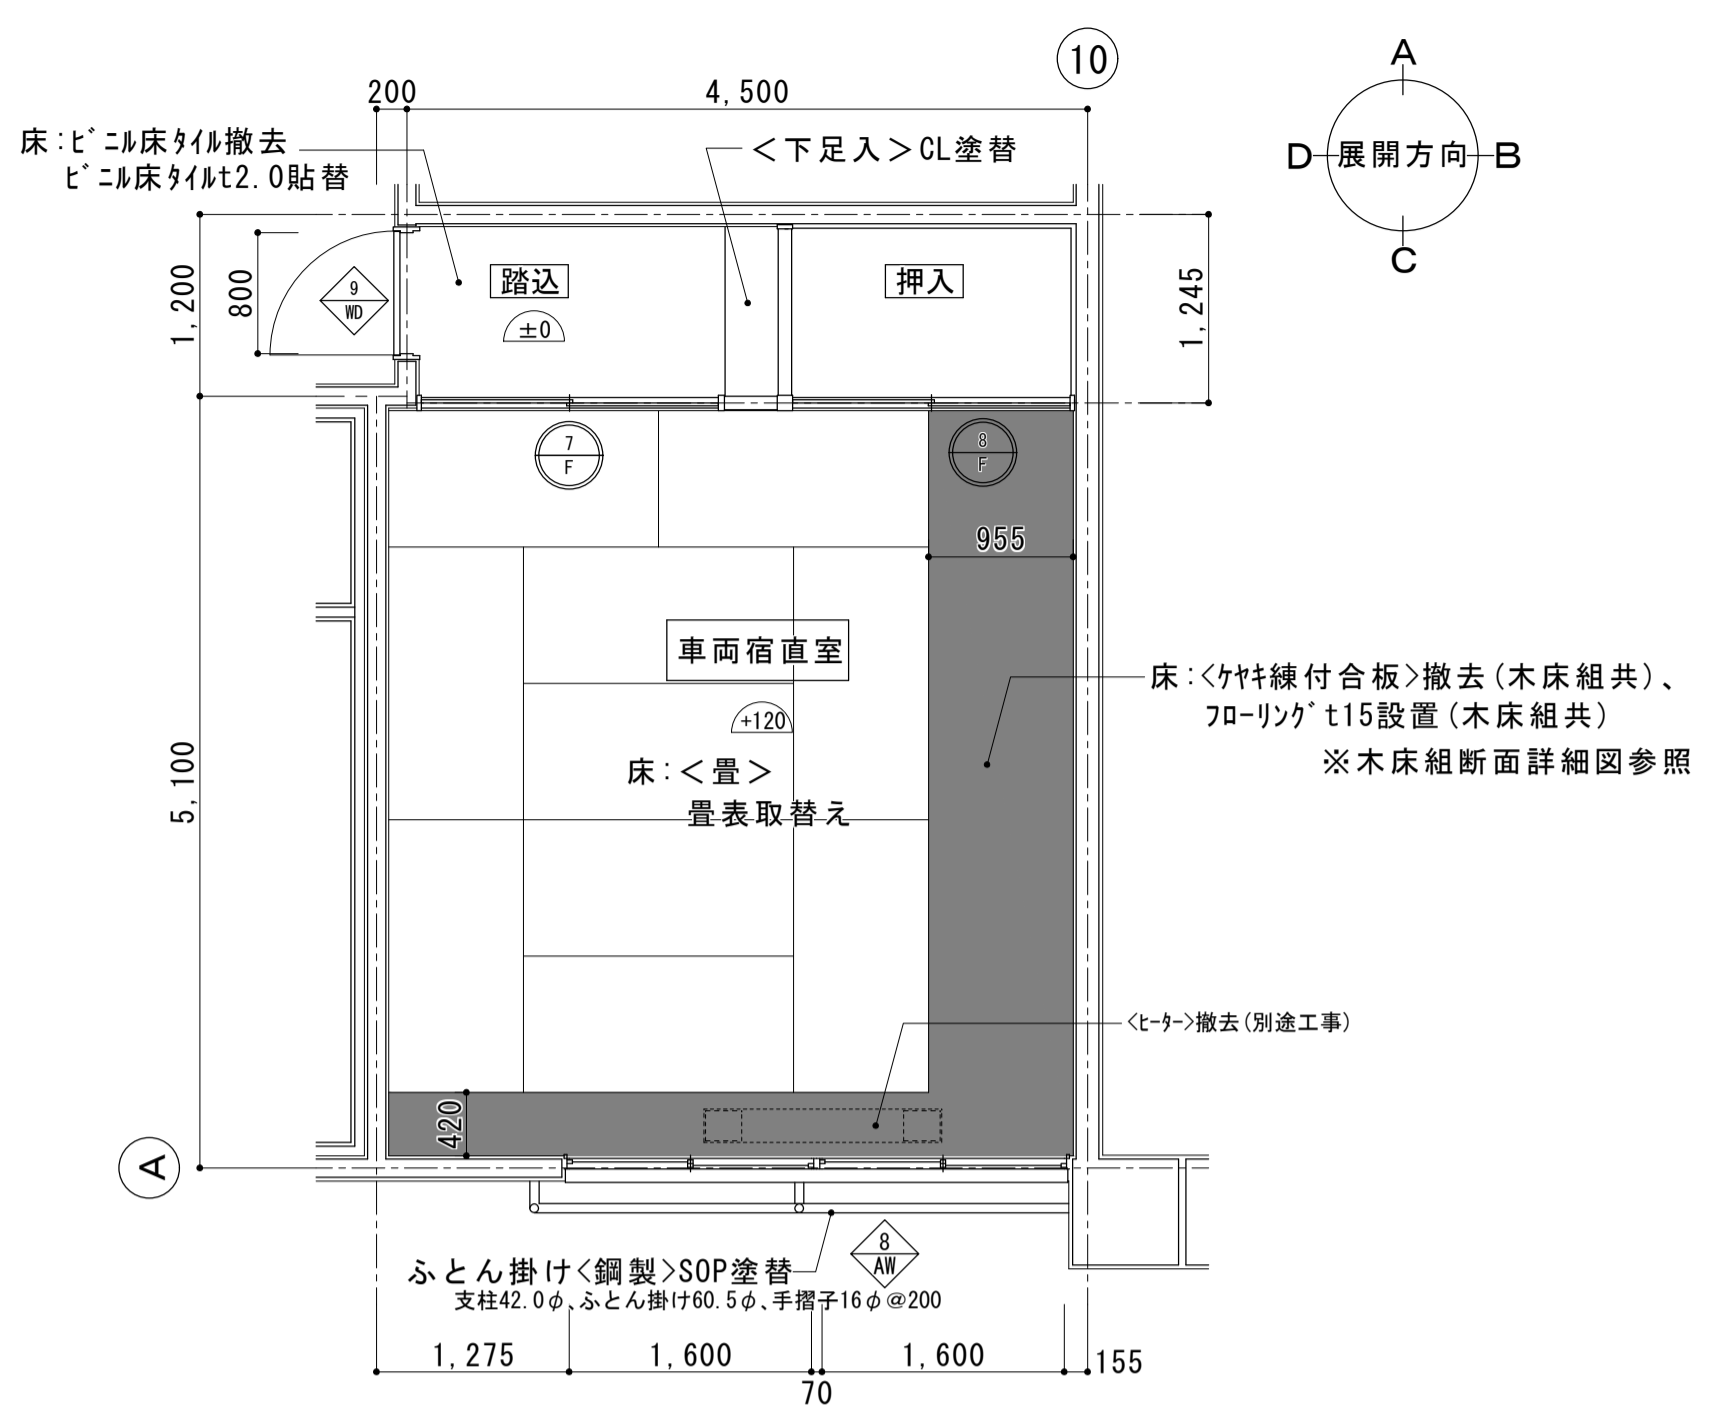 10
200
4,500
A
D
展開方向
B
C
床:ﾋﾞﾆﾙ床ﾀｲﾙ撤去
ﾋﾞﾆﾙ床ﾀｲﾙt2.0貼替
<下足入>CL塗替
踏込
±0
押入
9
WD
800
1,200
1,245
7
F
8
F
955
車両宿直室
+120
床:<畳>
畳表取替え
5,100
床:<ｹﾔｷ練付合板>撤去(木床組共)、
ﾌﾛｰﾘﾝｸﾞt15設置(木床組共)
※木床組断面詳細図参照
<ﾋｰﾀｰ>撤去(別途工事)
420
A
8
AW
ふとん掛け<鋼製>SOP塗替
支柱42.0φ、ふとん掛け60.5φ、手摺子16φ@200
1,275
1,600
70
1,600
155